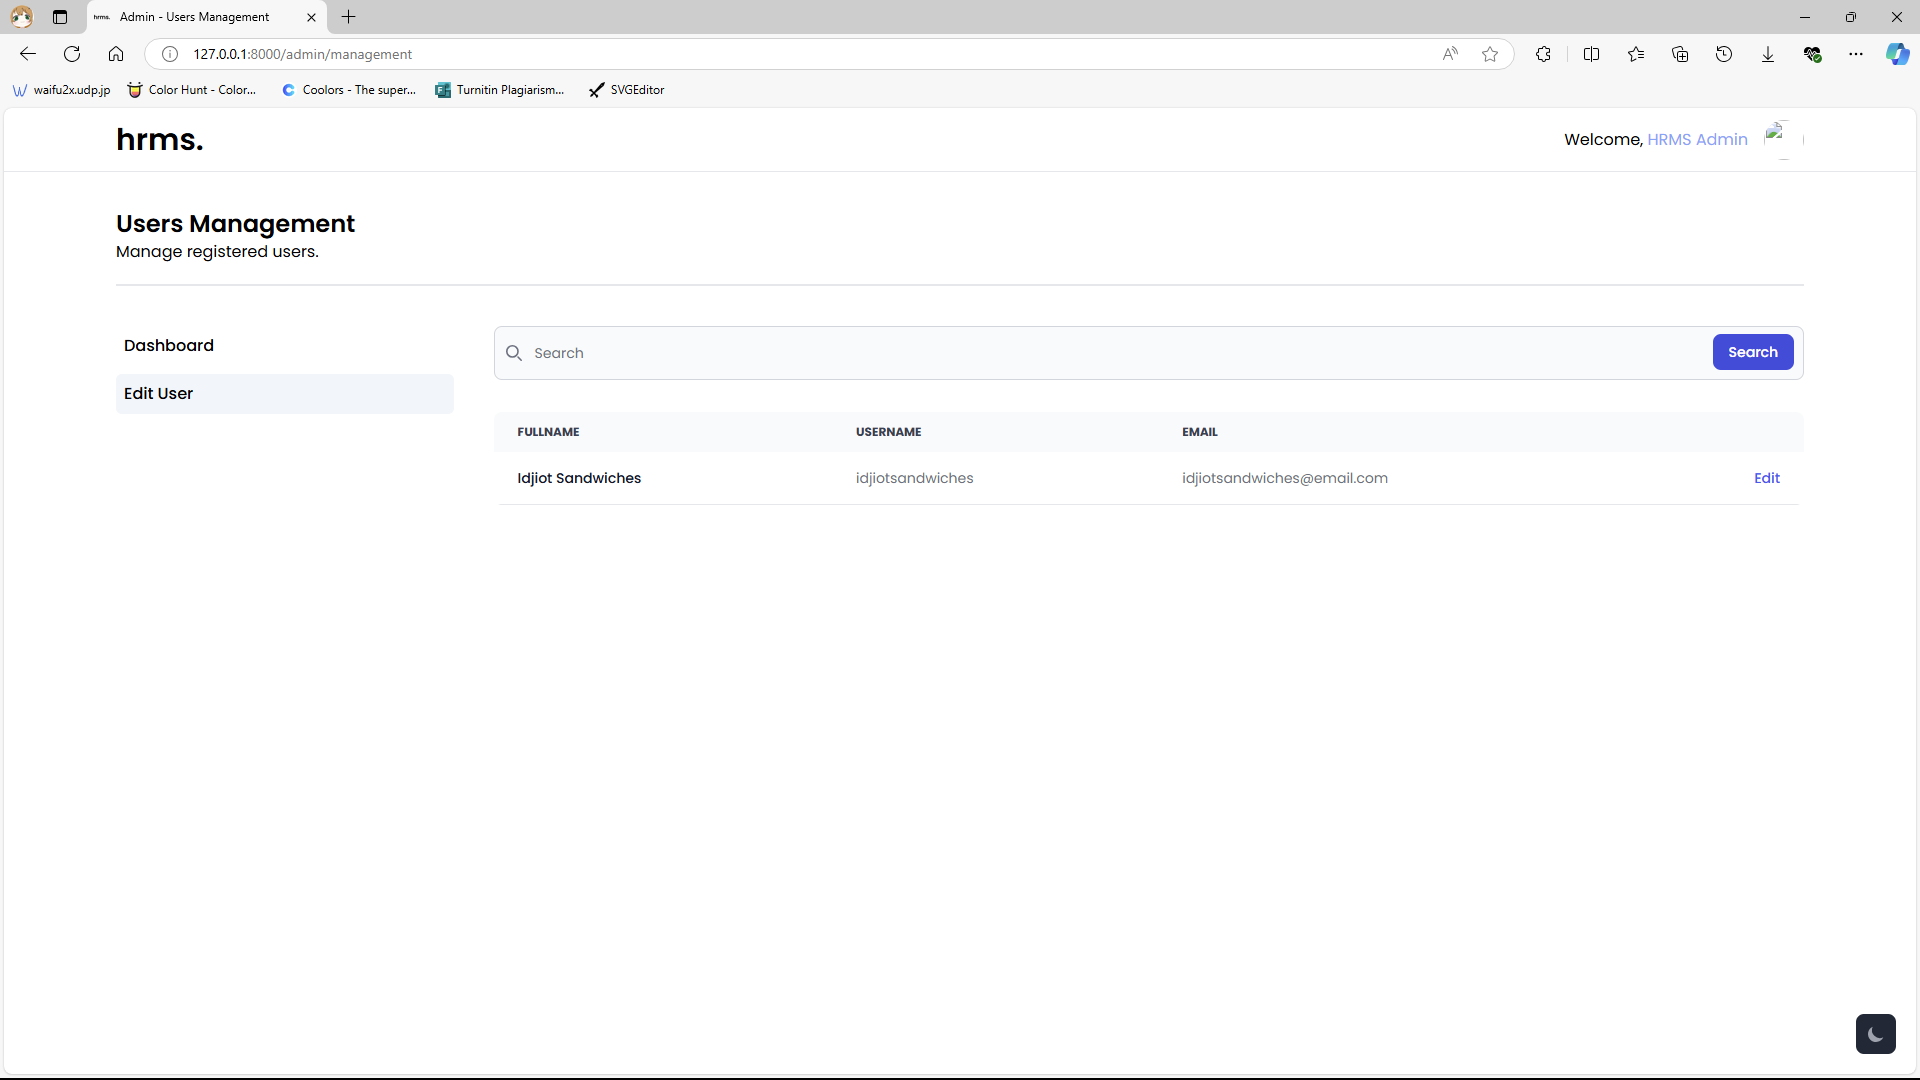 hrms. Admin - Users Management
127.0.0.1:8000/admin/management
waifu2x.udp.jp Color Hunt - Color... Coolors - The super... Turnitin Plagiarism... SVGEditor
hrms.
Welcome, HRMS Admin
Users Management
Manage registered users.
Dashboard
Edit User
Search
Search
FULLNAME USERNAME EMAIL
Idjiot Sandwiches idjiotsandwiches idjiotsandwiches@email.com Edit